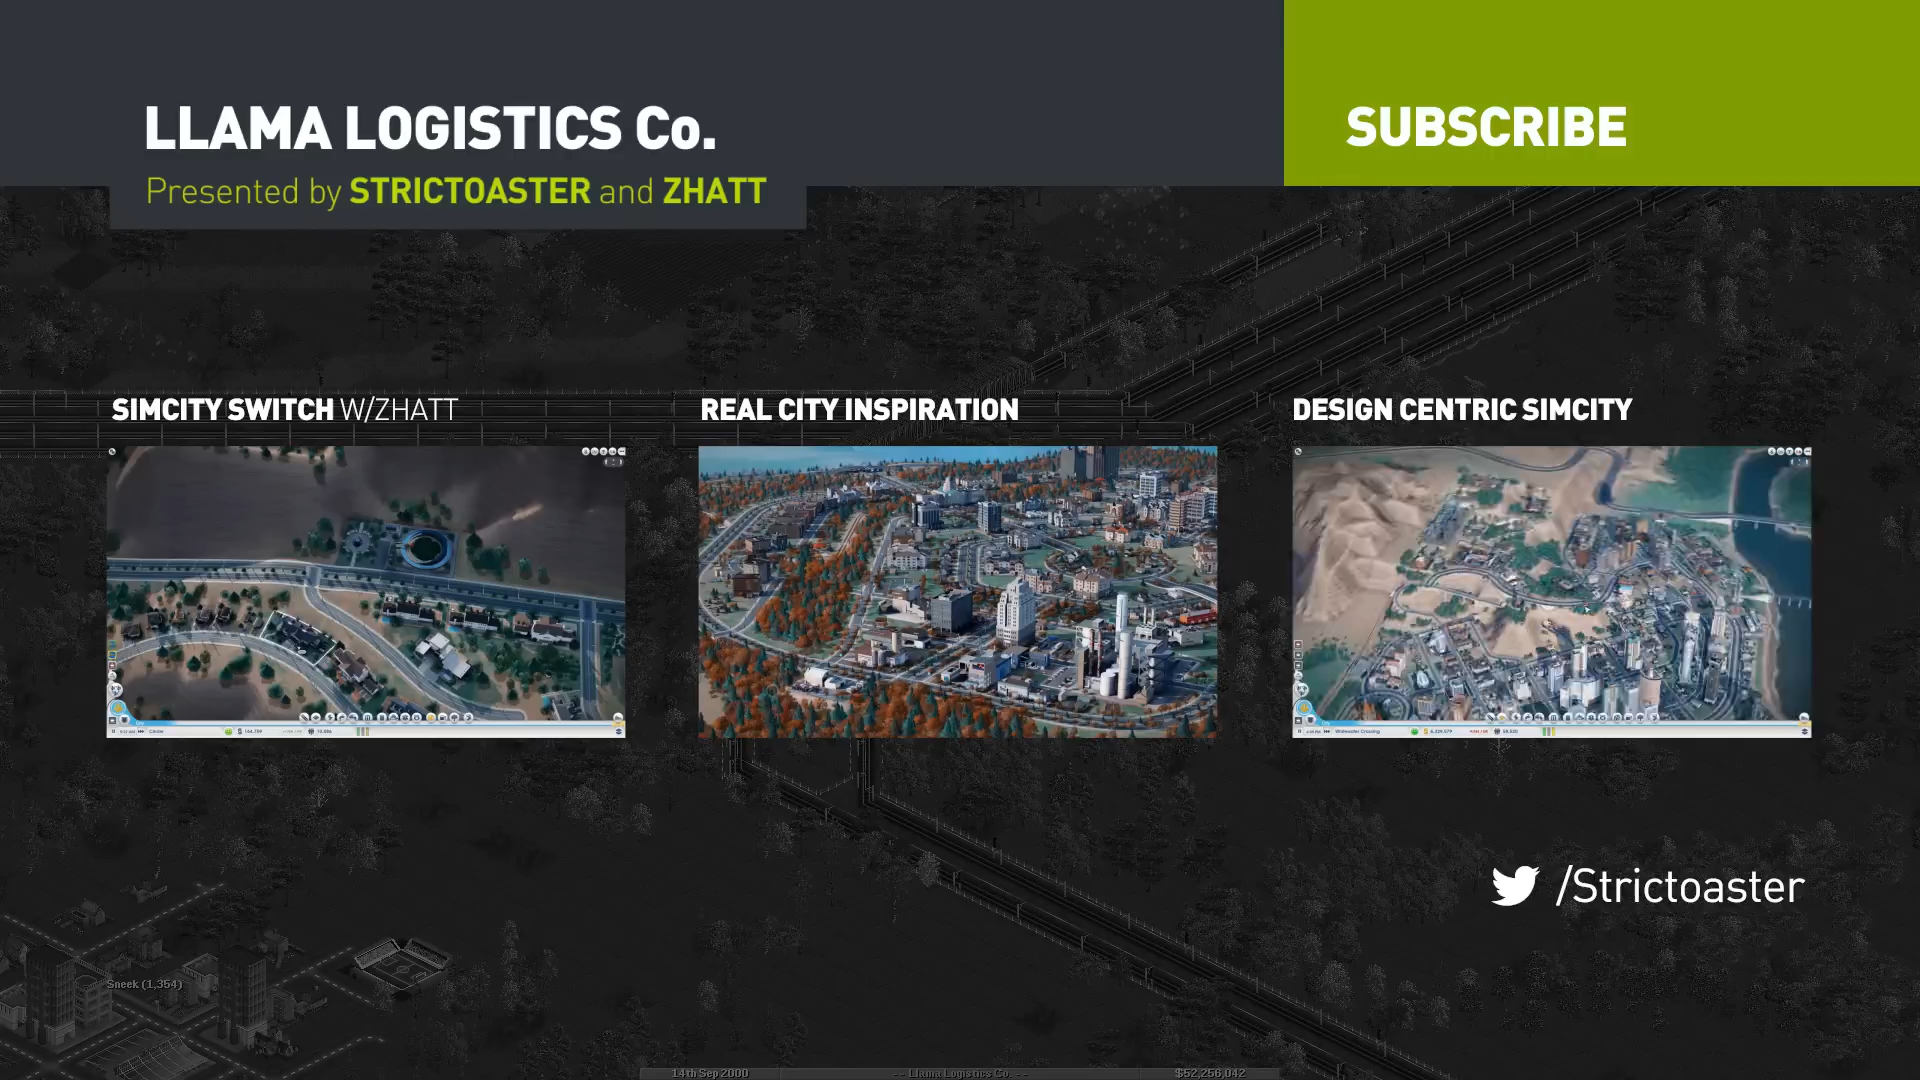 LLAMA LOGISTICS Co.
SUBSCRIBE
Presented by STRICTOASTER and ZHATT
SIMCITY SWITCH W/ZHATT
REAL CITY INSPIRATION
DESIGN CENTRIC SIMCITY
/Strictoaster
Sneek (1,354)
14th Sep 2000
-- Llama Logistics Co. --
$52,256,042